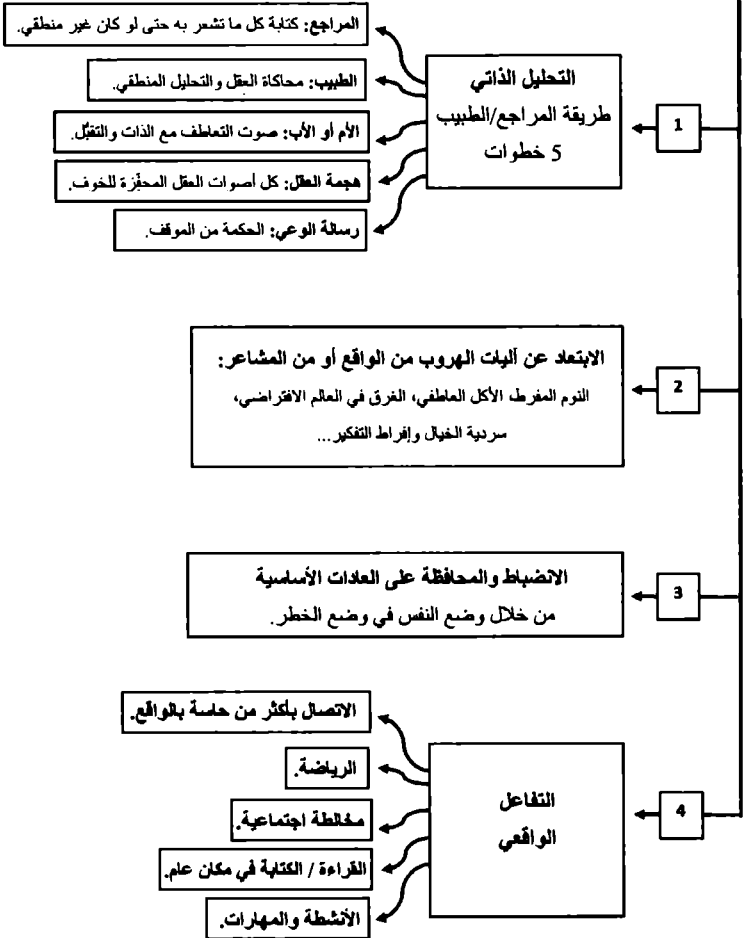 1
التحليل الذاتي
طريقة المراجع/الطبيب
5 خطوات
المراجع: كتابة كل ما تشعر به حتى لو كان غير منطقي.
الطبيب: محاكاة العقل والتحليل المنطقي.
الأم أو الأب: صوت التعاطف مع الذات والتقبُّل.
هجمة العقل: كل أصوات العقل المحفِّزة للخوف.
رسالة الوعي: الحكمة من الموقف.
2
الابتعاد عن آليات الهروب من الواقع أو من المشاعر:
النوم المفرط، الأكل العاطفي، الغرق في العالم الافتراضي،
سردية الخيال وإفراط التفكير...
3
الانضباط والمحافظة على العادات الأساسية
من خلال وضع النفس في وضع الخطر.
4
التفاعل
الواقعي
الاتصال بأكثر من حاسة بالواقع.
الرياضة.
مخالطة اجتماعية.
القراءة / الكتابة في مكان عام.
الأنشطة والمهارات.